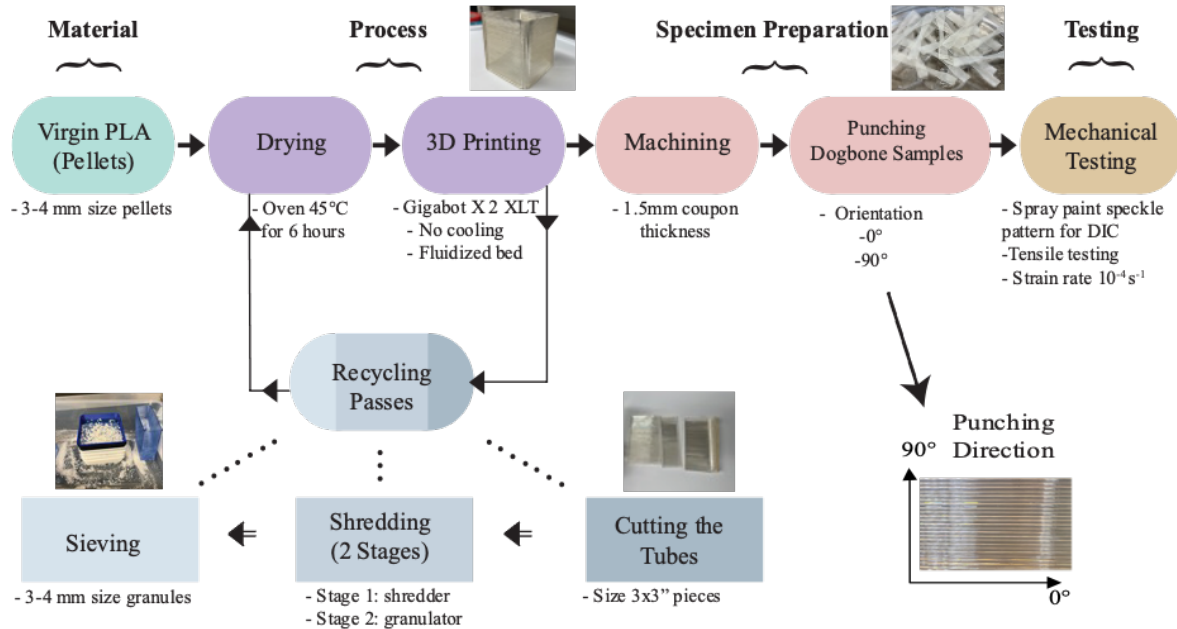 Material
Process
Specimen Preparation
Testing
Virgin PLA
(Pellets)
Drying
3D Printing
Machining
Punching
Dogbone Samples
Mechanical
Testing
- 3-4 mm size pellets
- Oven 45°C
for 6 hours
- Gigabot X 2 XLT
- No cooling
- Fluidized bed
- 1.5mm coupon
thickness
- Orientation
-0°
-90°
- Spray paint speckle
pattern for DIC
-Tensile testing
- Strain rate 10⁻⁴ s⁻¹
Recycling
Passes
Punching
Direction
90°
0°
Sieving
Shredding
(2 Stages)
Cutting the
Tubes
- 3-4 mm size granules
- Stage 1: shredder
- Stage 2: granulator
- Size 3x3” pieces